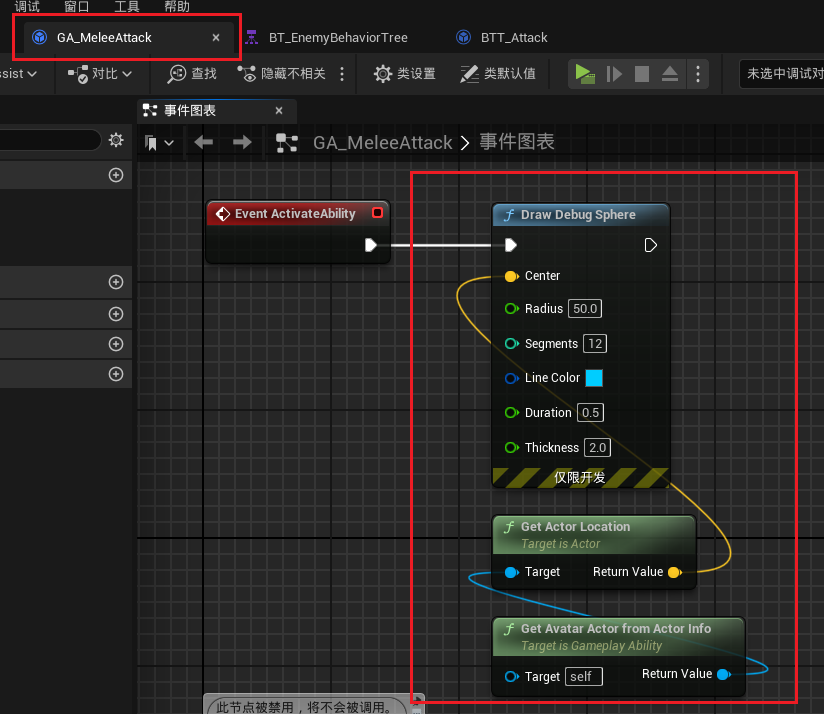 调试 窗口 工具 帮助
GA_MeleeAttack × BT_EnemyBehaviorTree BTT_Attack
sist 对比 查找 隐藏不相关 类设置 类默认值 未选中调试对
事件图表 ×
GA_MeleeAttack > 事件图表
Event ActivateAbility
f Draw Debug Sphere
Center
Radius 50.0
Segments 12
Line Color
Duration 0.5
Thickness 2.0
仅限开发
f Get Actor Location
Target is Actor
Target Return Value
f Get Avatar Actor from Actor Info
Target is Gameplay Ability
Target self Return Value
此节点被禁用，将不会被调用。